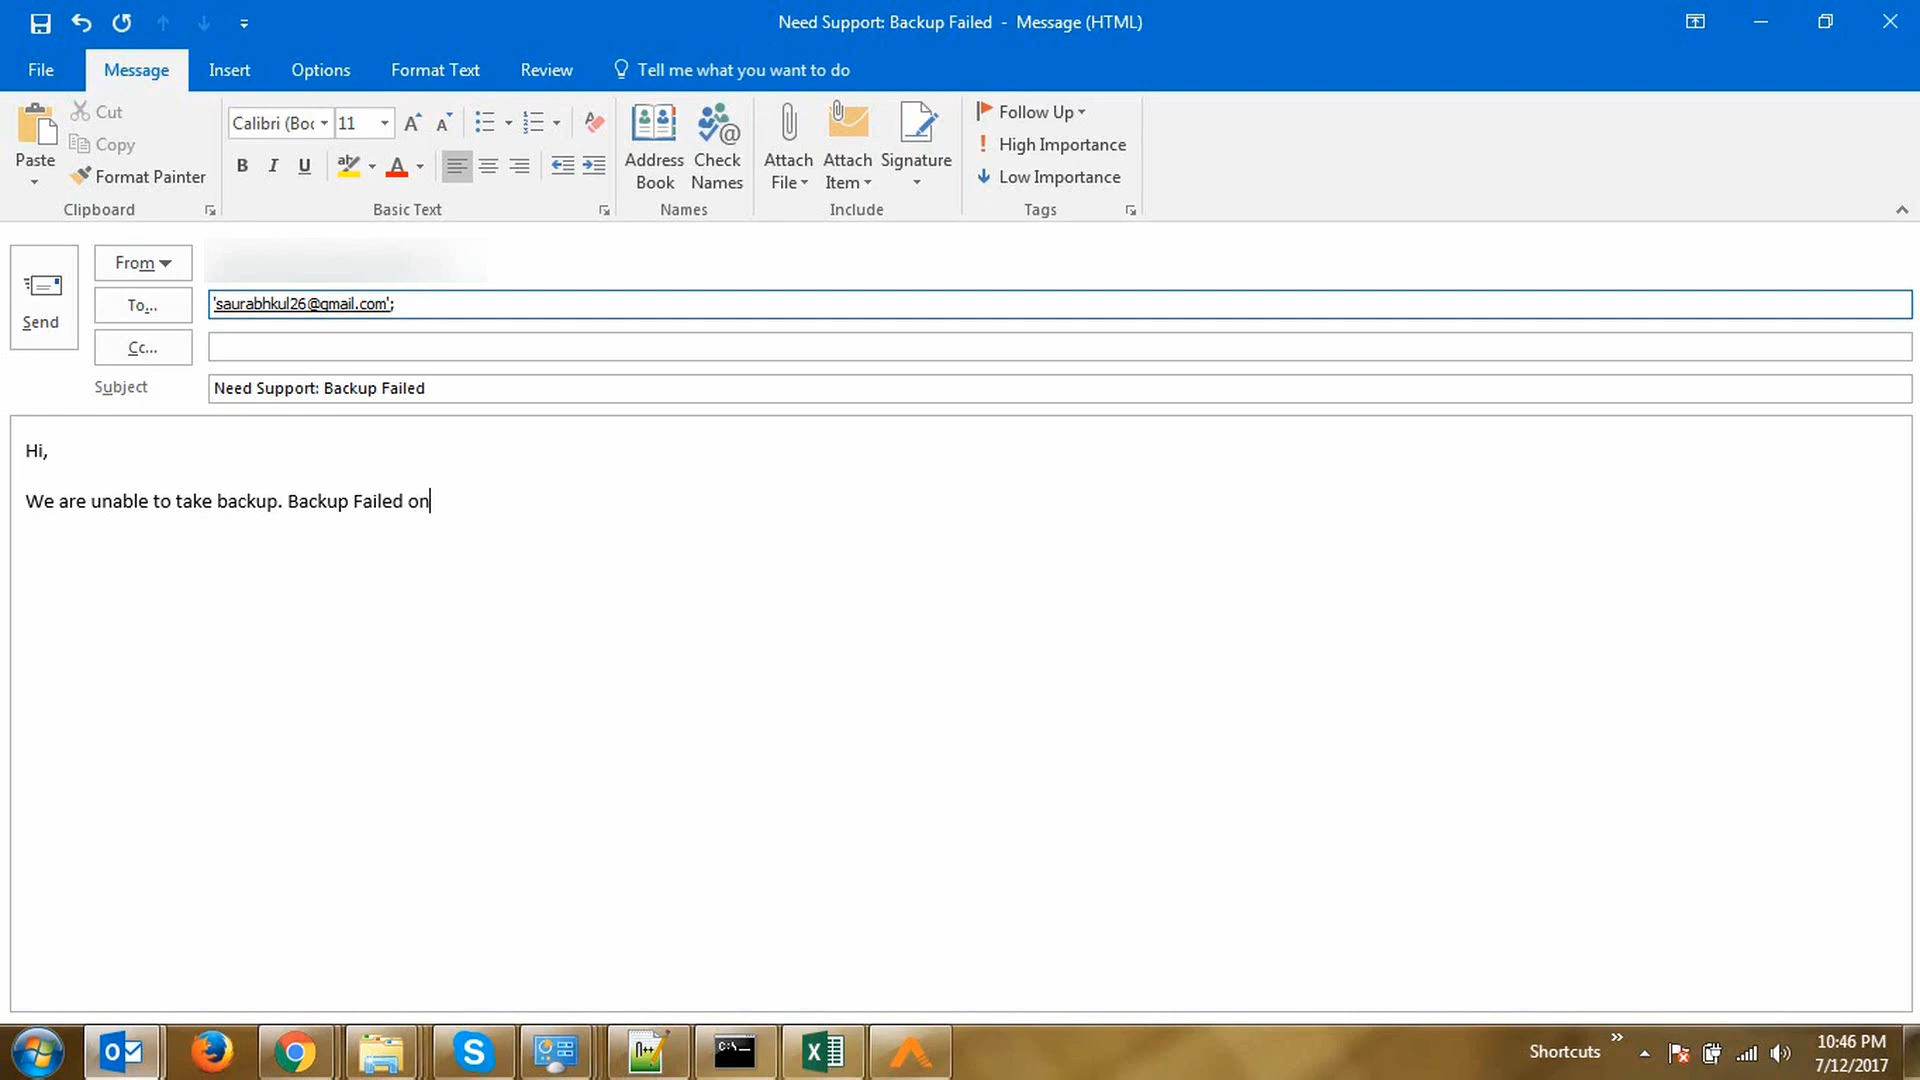 Need Support: Backup Failed - Message (HTML)
File Message Insert Options Format Text Review Tell me what you want to do
Paste
Cut
Copy
Format Painter
Clipboard
Calibri (Boc 11
B I U
Basic Text
Address Book
Check Names
Names
Attach File
Attach Item
Signature
Include
Follow Up
High Importance
Low Importance
Tags
Send
From
To...
'saurabhkul26@gmail.com';
Cc...
Subject
Need Support: Backup Failed
Hi,
We are unable to take backup. Backup Failed on
Shortcuts
10:46 PM
7/12/2017